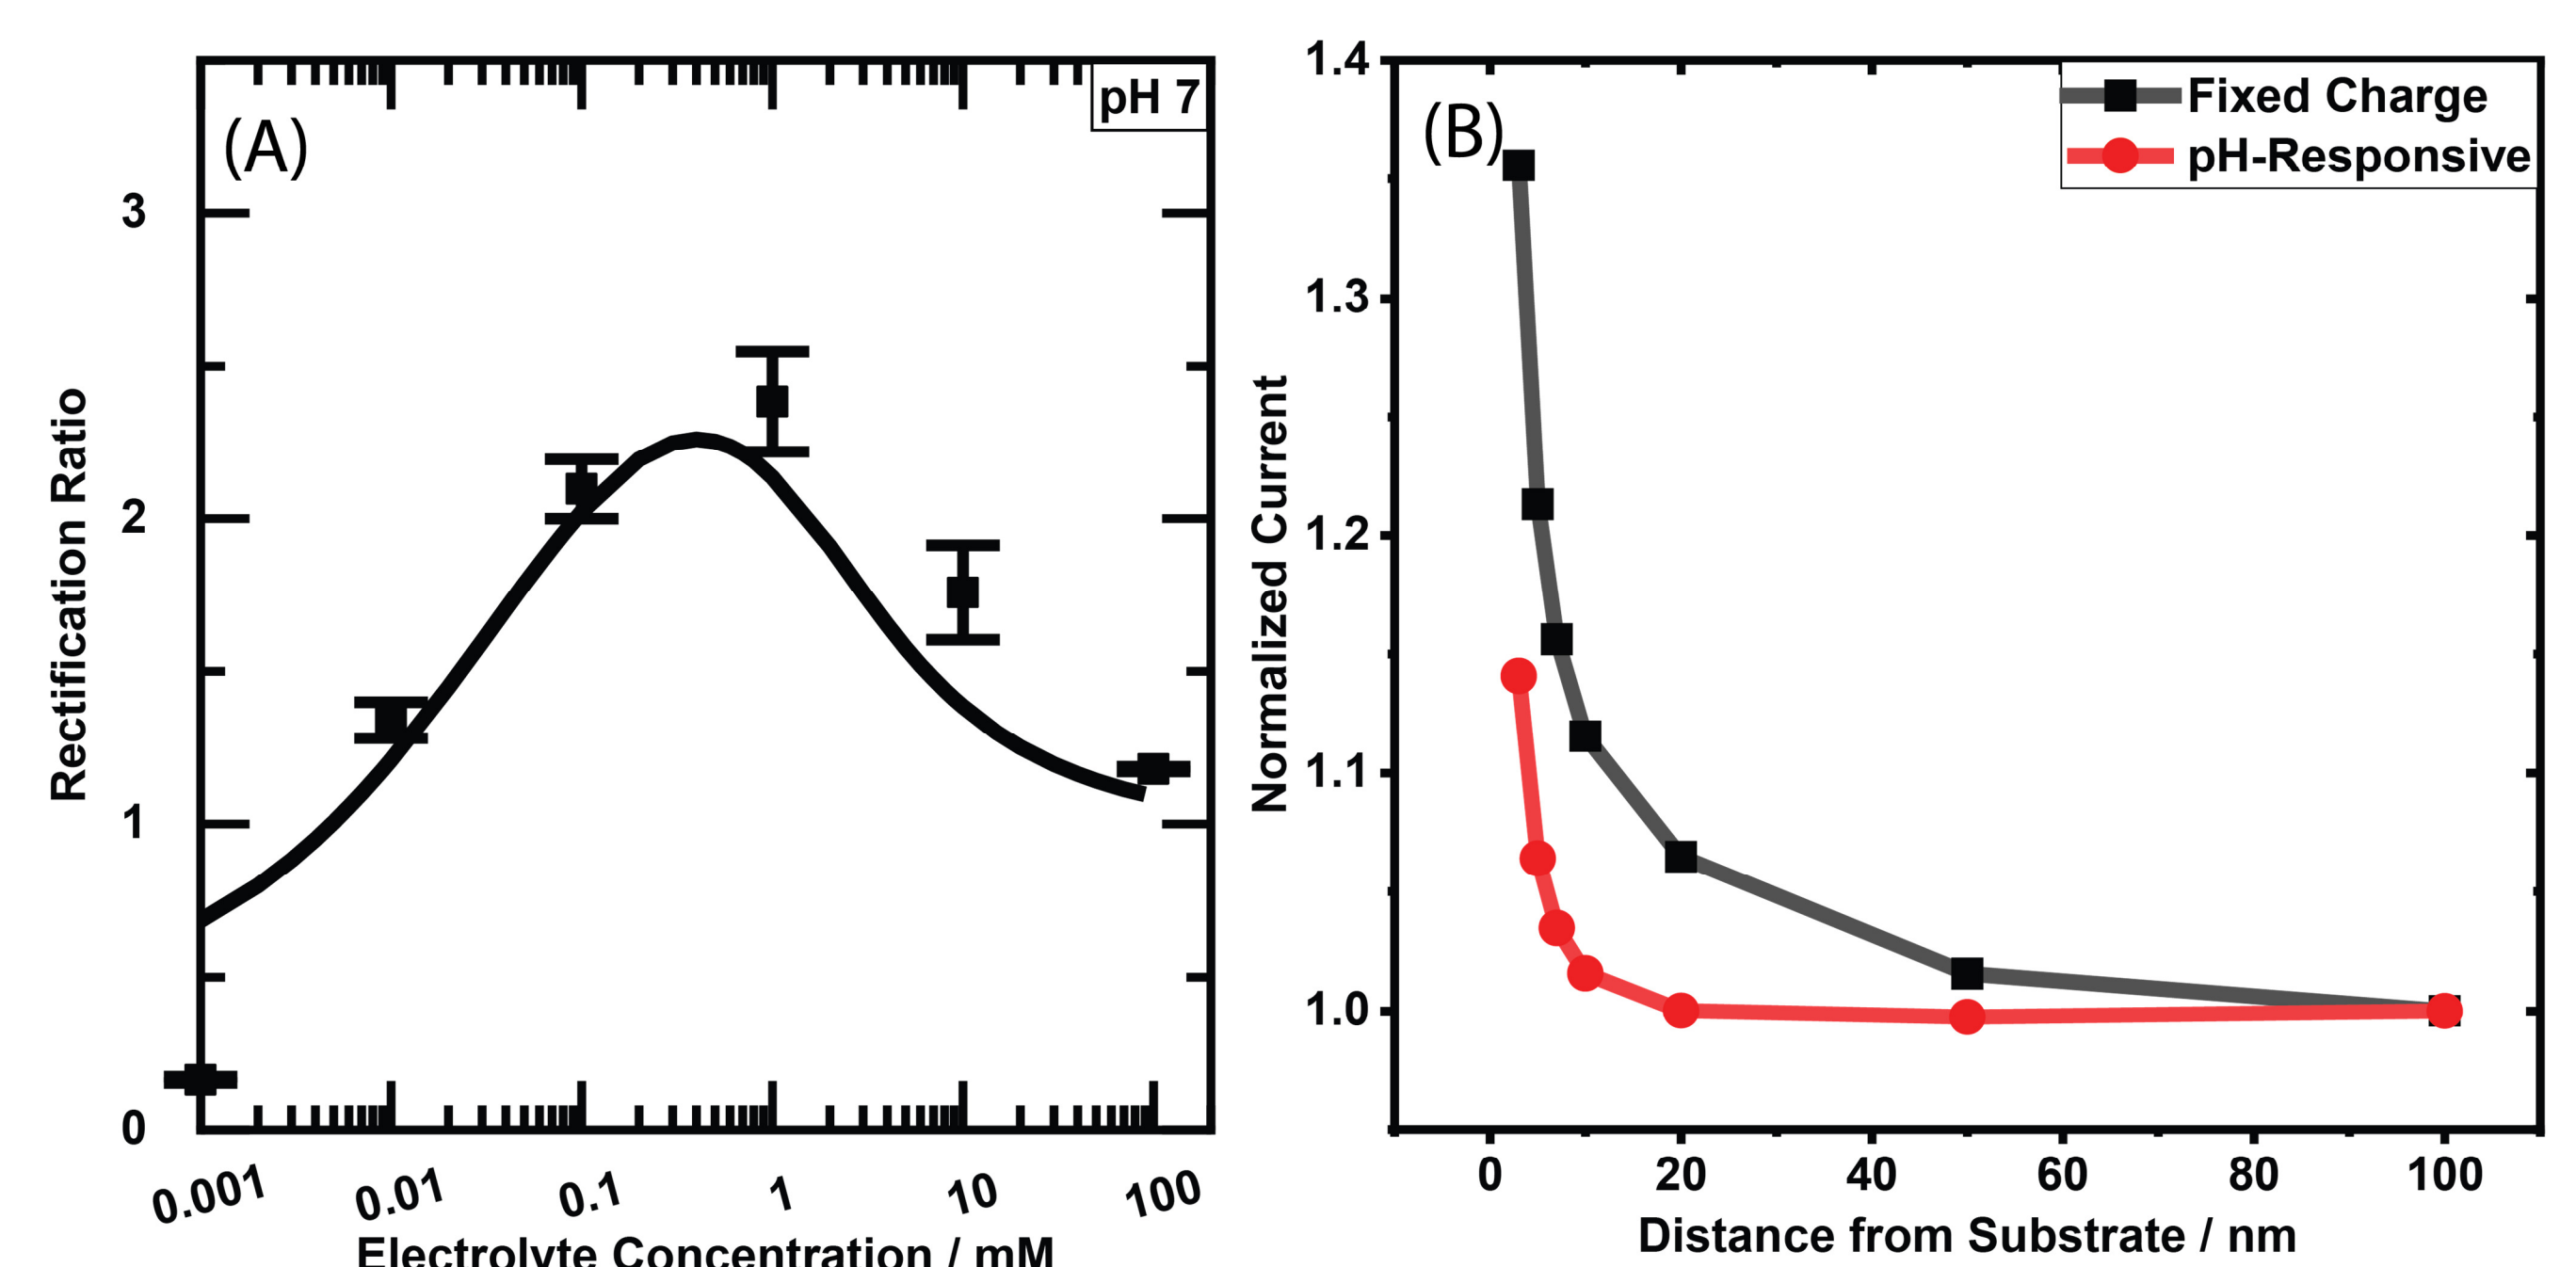 (A)
pH 7
3
2
1
0
Rectification Ratio
0.001
0.01
0.1
1
10
100
Electrolyte Concentration / mM
(B)
Fixed Charge
pH-Responsive
1.4
1.3
1.2
1.1
1.0
Normalized Current
0 20 40 60 80 100
Distance from Substrate / nm